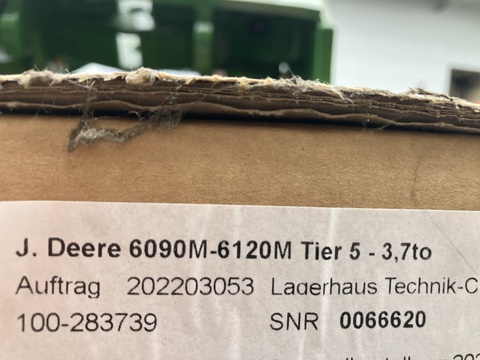 J. Deere 6090M-6120M Tier 5 - 3,7to
Auftrag 202203053 Lagerhaus Technik-C
100-283739 SNR 0066620